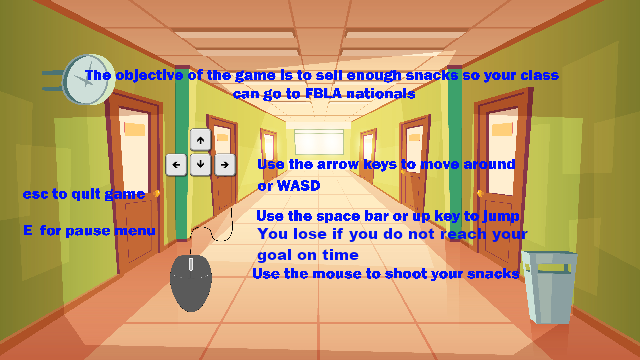 The objective of the game is to sell enough snacks so your class
can go to FBLA nationals
Use the arrow keys to move around
or WASD
esc to quit game
Use the space bar or up key to jump
E for pause menu
You lose if you do not reach your
goal on time
Use the mouse to shoot your snacks